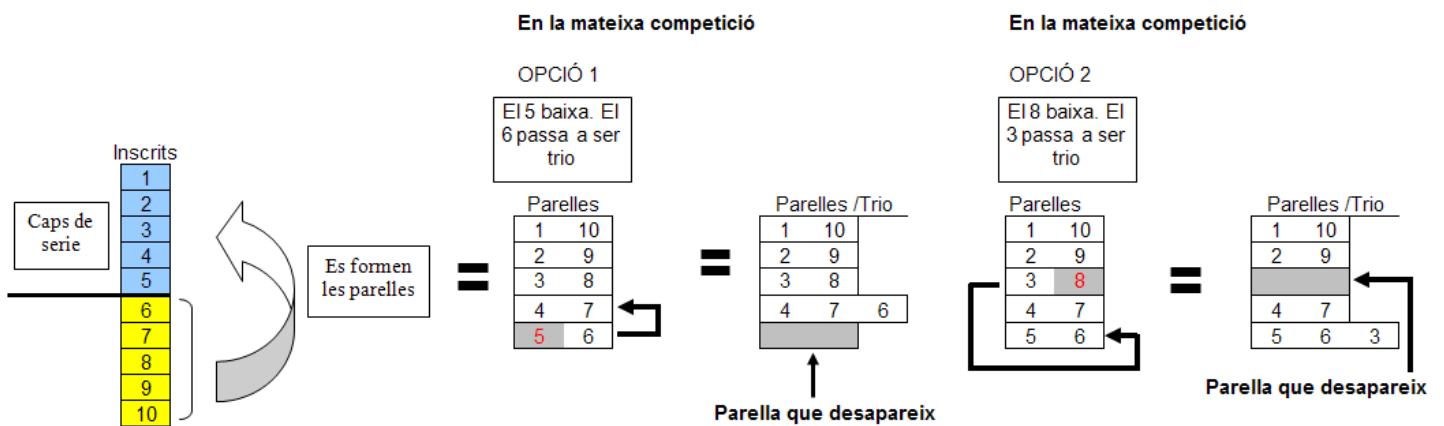 En la mateixa competició
En la mateixa competició
OPCIÓ 1
OPCIÓ 2
El 5 baixa. El
6 passa a ser
trio
El 8 baixa. El
3 passa a ser
trio
Inscrits
1
2
3
4
5
6
7
8
9
10
Caps de
serie
Es formen
les parelles
=
Parelles
1 10
2 9
3 8
4 7
5 6
=
Parelles /Trio
1 10
2 9
3 8
4 7 6
Parella que desapareix
Parelles
1 10
2 9
3 8
4 7
5 6
=
Parelles /Trio
1 10
2 9
4 7
5 6 3
Parella que desapareix